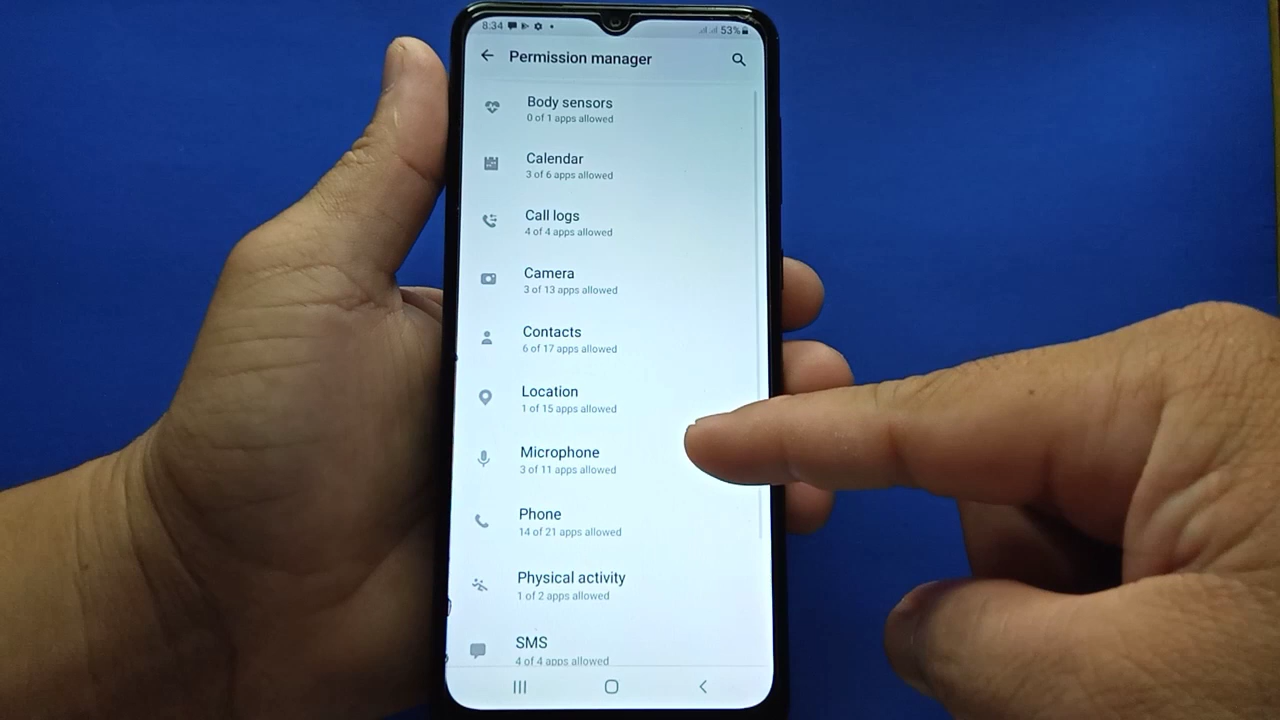 8:34
53%
Permission manager
Body sensors
0 of 1 apps allowed
Calendar
3 of 6 apps allowed
Call logs
4 of 4 apps allowed
Camera
3 of 13 apps allowed
Contacts
6 of 17 apps allowed
Location
1 of 15 apps allowed
Microphone
3 of 11 apps allowed
Phone
14 of 21 apps allowed
Physical activity
1 of 2 apps allowed
SMS
4 of 4 apps allowed